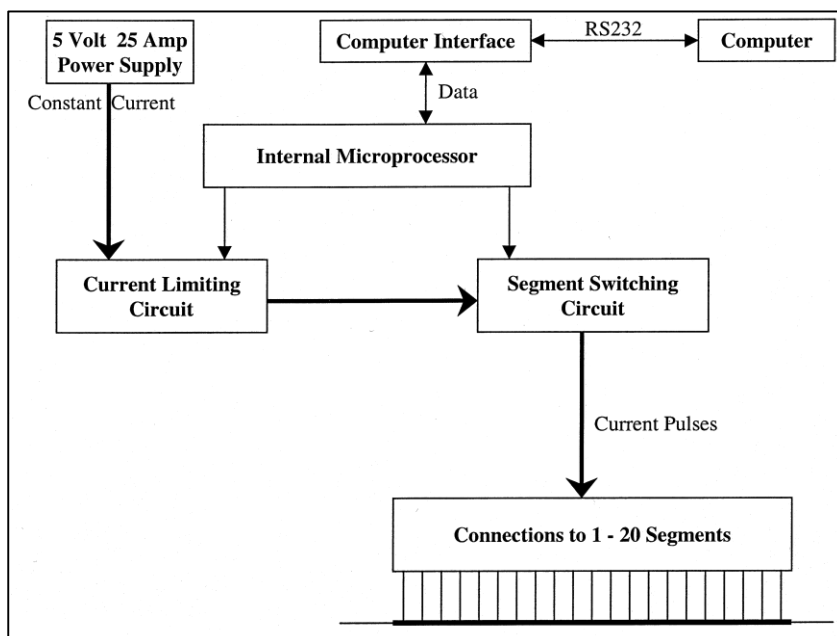 5 Volt 25 Amp
Power Supply
Computer Interface
RS232
Computer
Constant Current
Data
Internal Microprocessor
Current Limiting
Circuit
Segment Switching
Circuit
Current Pulses
Connections to 1 - 20 Segments